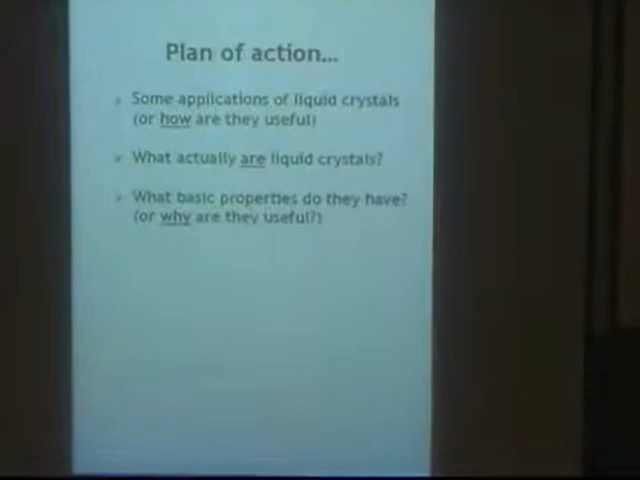 Plan of action...
Some applications of liquid crystals
(or how are they useful)
What actually are liquid crystals?
What basic properties do they have?
(or why are they useful?)